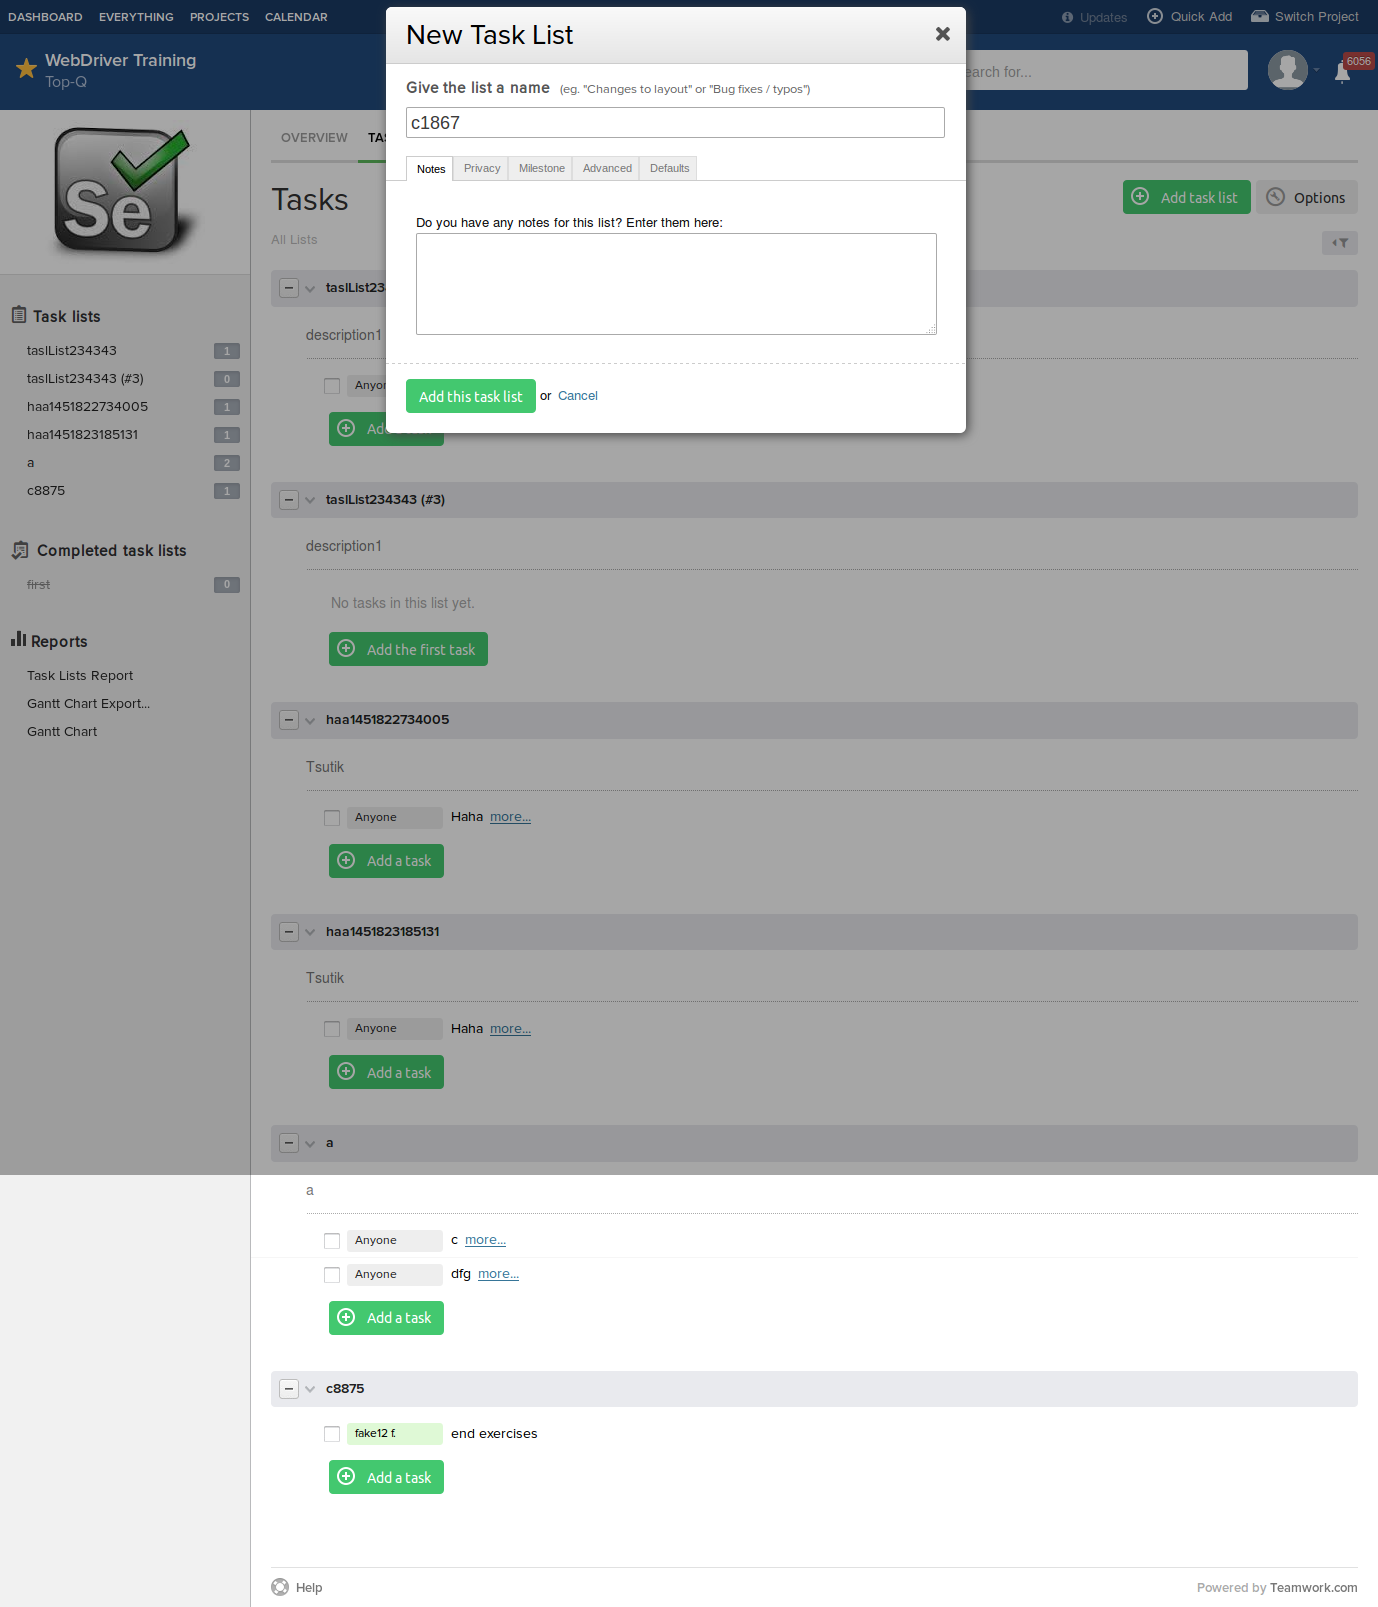 DASHBOARD EVERYTHING PROJECTS CALENDAR
Updates Quick Add Switch Project
WebDriver Training
Top-Q
earch for...
6056
New Task List
Give the list a name (eg. "Changes to layout" or "Bug fixes / typos")
c1867
Notes Privacy Milestone Advanced Defaults
Do you have any notes for this list? Enter them here:
Add this task list or Cancel
Se
Task lists
taslList234343 1
taslList234343 (#3) 0
haa1451822734005 1
haa1451823185131 1
a 2
c8875 1
Completed task lists
first 0
Reports
Task Lists Report
Gantt Chart Export...
Gantt Chart
OVERVIEW TAS
Tasks
Add task list Options
All Lists
taslList23
description1
Anyo
Ad
taslList234343 (#3)
description1
No tasks in this list yet.
Add the first task
haa1451822734005
Tsutik
Anyone Haha more...
Add a task
haa1451823185131
Tsutik
Anyone Haha more...
Add a task
a
a
Anyone c more...
Anyone dfg more...
Add a task
c8875
fake12 f. end exercises
Add a task
Help
Powered by Teamwork.com